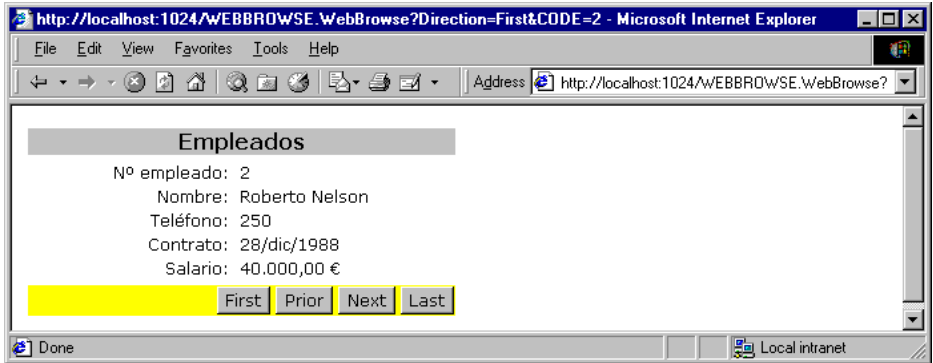 http://localhost:1024/WEBBROWSE.WebBrowse?Direction=First&CODE=2 - Microsoft Internet Explorer
File Edit View Favorites Tools Help
Address http://localhost:1024/WEBBROWSE.WebBrowse?
Empleados
Nº empleado: 2
Nombre: Roberto Nelson
Teléfono: 250
Contrato: 28/dic/1988
Salario: 40.000,00 €
First Prior Next Last
Done Local intranet